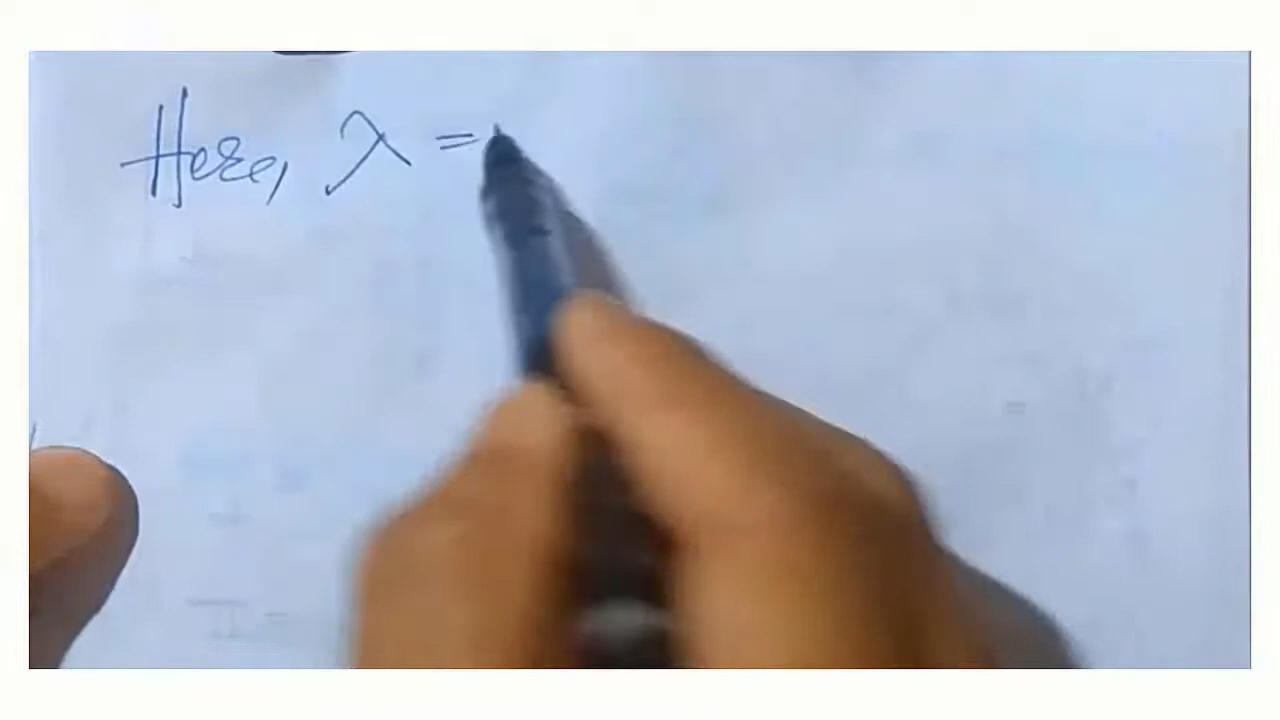 Here, λ =